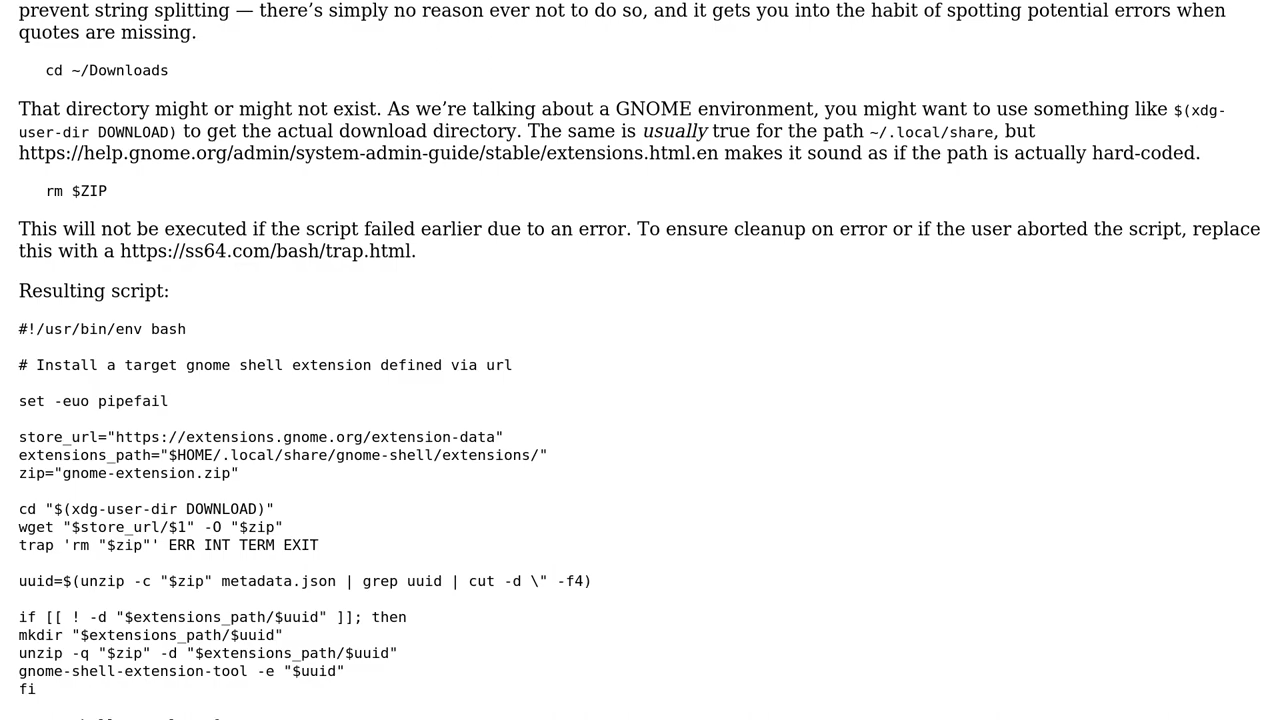 prevent string splitting — there’s simply no reason ever not to do so, and it gets you into the habit of spotting potential errors when
quotes are missing.
cd ~/Downloads
That directory might or might not exist. As we’re talking about a GNOME environment, you might want to use something like $(xdg-
user-dir DOWNLOAD) to get the actual download directory. The same is usually true for the path ~/.local/share, but
https://help.gnome.org/admin/system-admin-guide/stable/extensions.html.en makes it sound as if the path is actually hard-coded.
rm $ZIP
This will not be executed if the script failed earlier due to an error. To ensure cleanup on error or if the user aborted the script, replace
this with a https://ss64.com/bash/trap.html.
Resulting script:
#!/usr/bin/env bash
# Install a target gnome shell extension defined via url
set -euo pipefail
store_url="https://extensions.gnome.org/extension-data"
extensions_path="$HOME/.local/share/gnome-shell/extensions/"
zip="gnome-extension.zip"
cd "$(xdg-user-dir DOWNLOAD)"
wget "$store_url/$1" -O "$zip"
trap 'rm "$zip"' ERR INT TERM EXIT
uuid=$(unzip -c "$zip" metadata.json | grep uuid | cut -d \" -f4)
if [[ ! -d "$extensions_path/$uuid" ]]; then
mkdir "$extensions_path/$uuid"
unzip -q "$zip" -d "$extensions_path/$uuid"
gnome-shell-extension-tool -e "$uuid"
fi